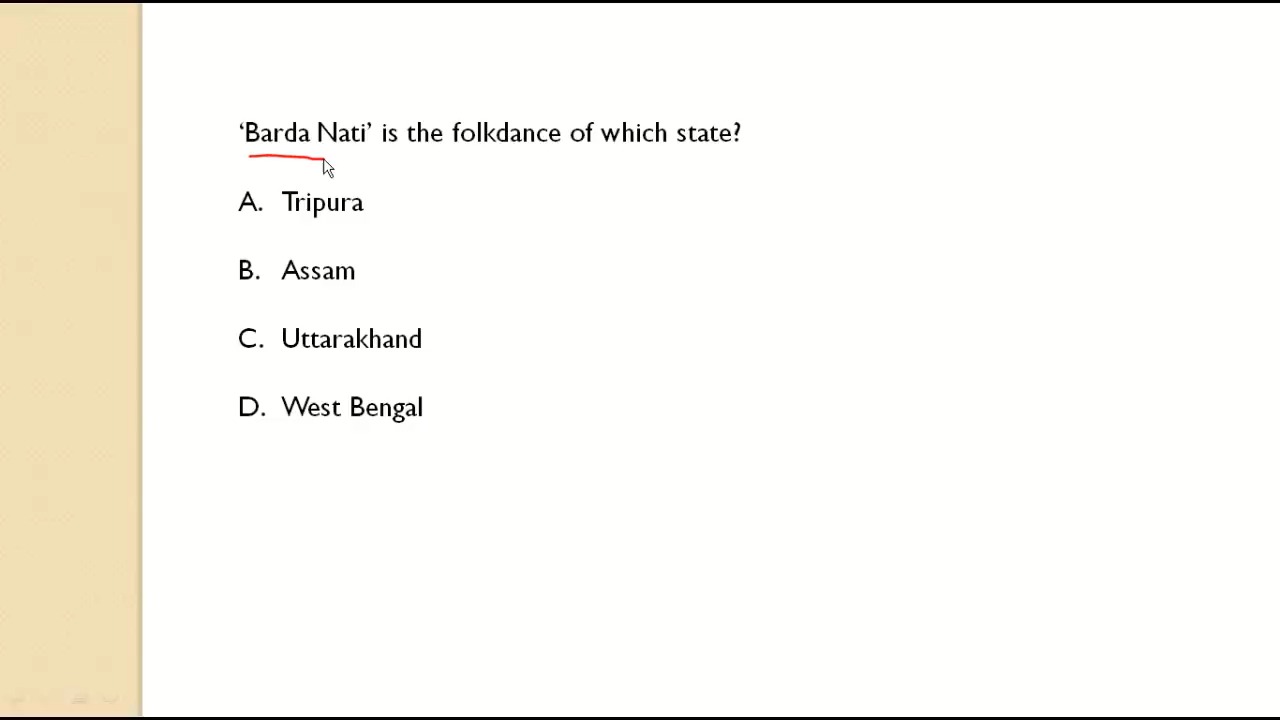 ‘Barda Nati’ is the folkdance of which state?
A. Tripura
B. Assam
C. Uttarakhand
D. West Bengal